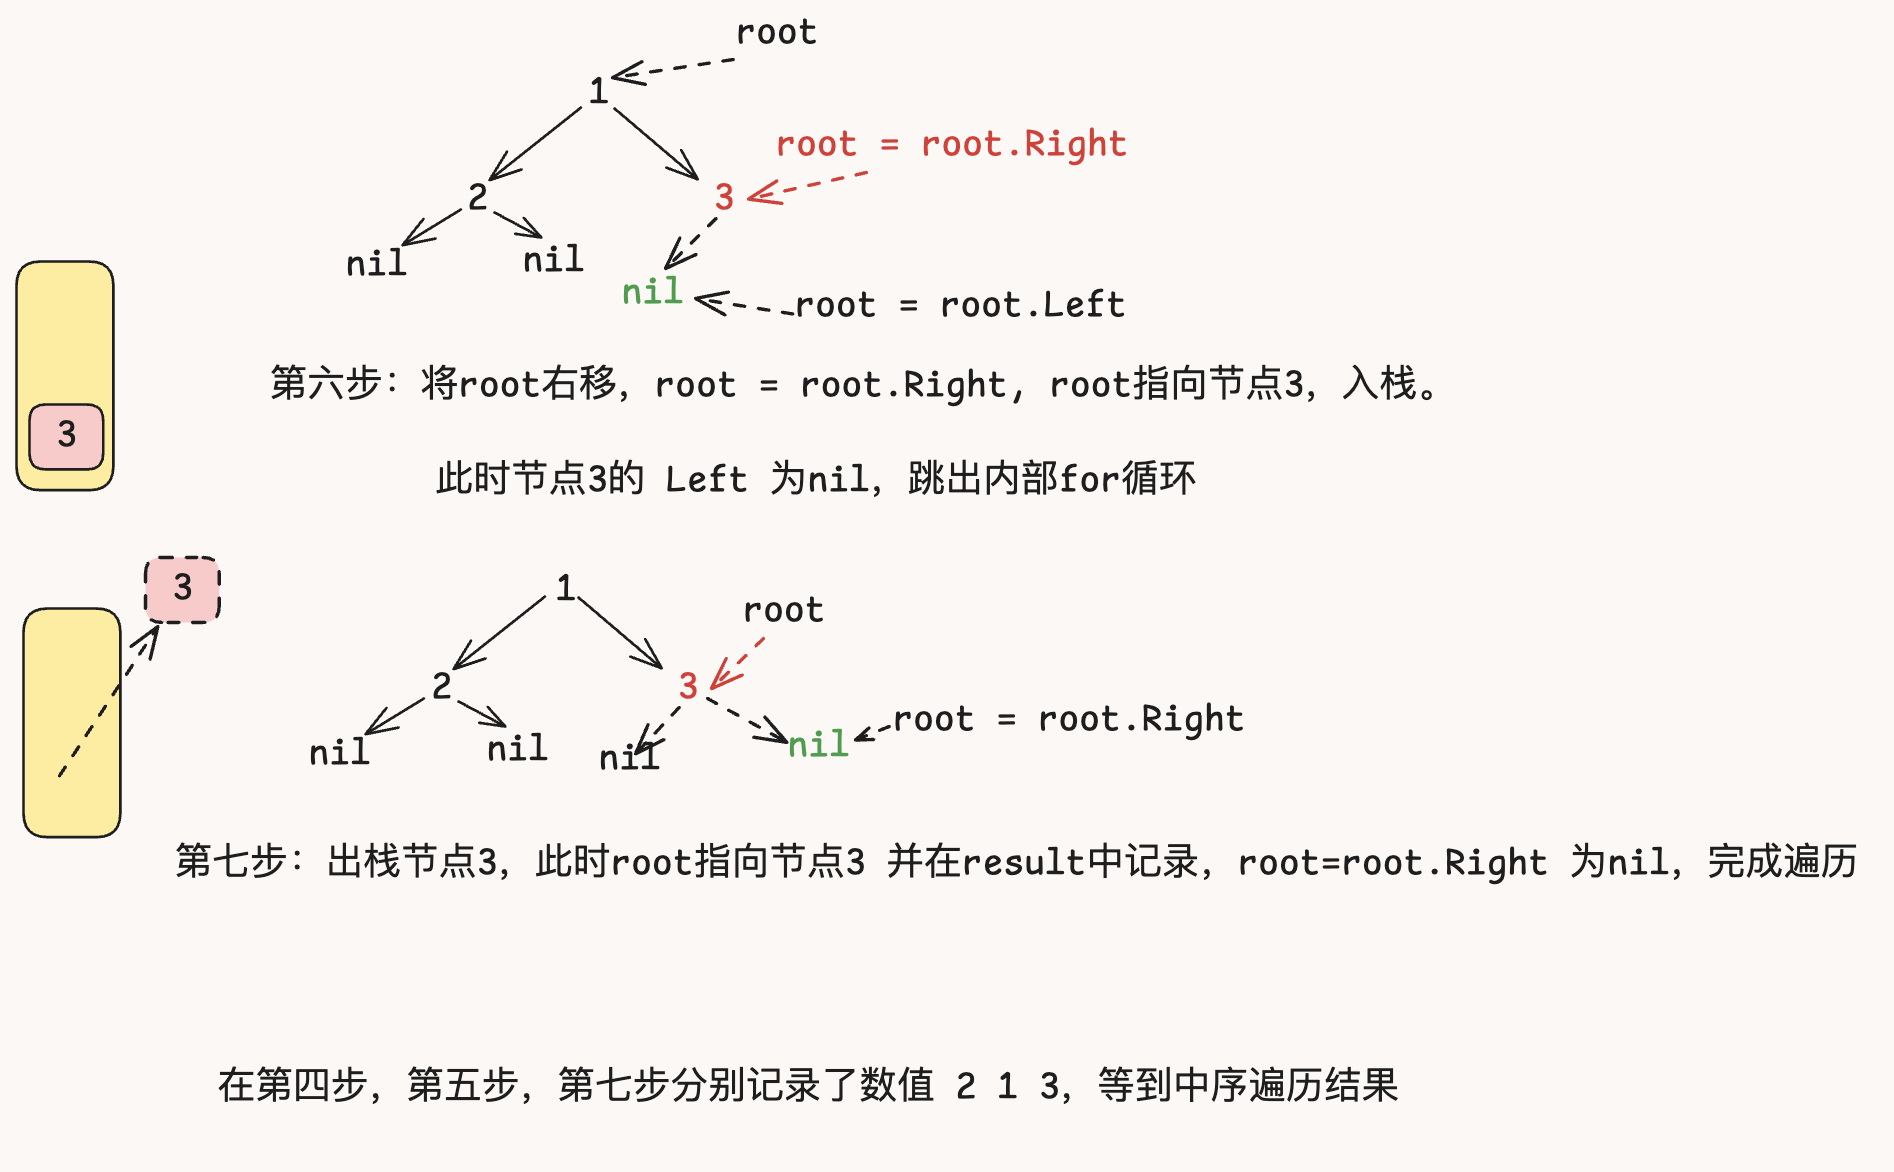 root
1
root = root.Right
2
3
nil
nil
nil
root = root.Left
第六步：将root右移，root = root.Right, root指向节点3，入栈。
3
此时节点3的 Left 为nil，跳出内部for循环
3
1
root
2
3
root = root.Right
nil
nil
nil
nil
第七步：出栈节点3，此时root指向节点3 并在result中记录，root=root.Right 为nil，完成遍历
在第四步，第五步，第七步分别记录了数值 2 1 3，等到中序遍历结果